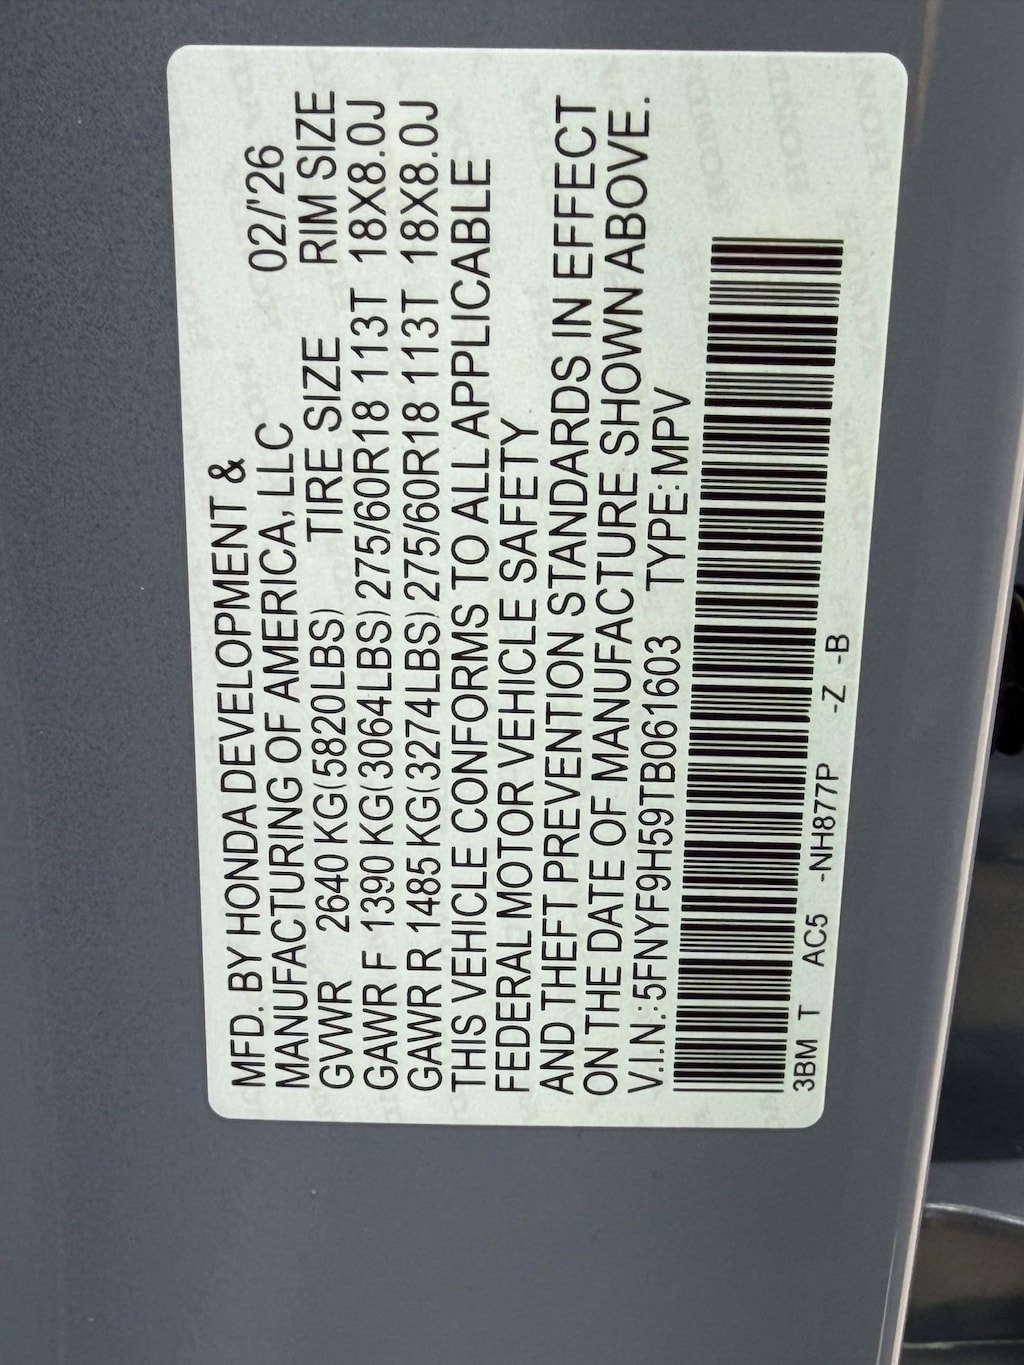 MFD. BY HONDA DEVELOPMENT &
MANUFACTURING OF AMERICA, LLC 02/'26
GVWR 2640 KG(5820LBS) TIRE SIZE RIM SIZE
GAWR F 1390 KG(3064LBS) 275/60R18 113T 18X8.0J
GAWR R 1485 KG(3274LBS) 275/60R18 113T 18X8.0J
THIS VEHICLE CONFORMS TO ALL APPLICABLE
FEDERAL MOTOR VEHICLE SAFETY
AND THEFT PREVENTION STANDARDS IN EFFECT
ON THE DATE OF MANUFACTURE SHOWN ABOVE.
V.I.N.: 5FNYF9H59TB061603 TYPE: MPV
3BM T AC5 -NH877P -Z -B